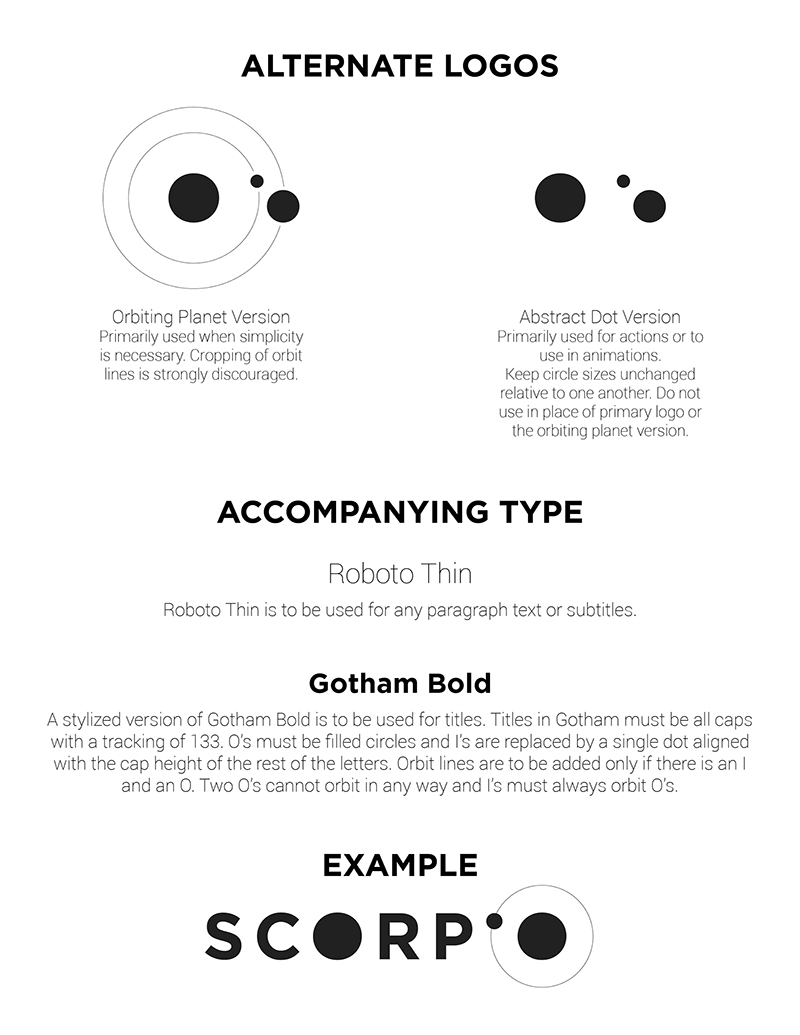 ALTERNATE LOGOS
Orbiting Planet Version
Primarily used when simplicity
is necessary. Cropping of orbit
lines is strongly discouraged.
Abstract Dot Version
Primarily used for actions or to
use in animations.
Keep circle sizes unchanged
relative to one another. Do not
use in place of primary logo or
the orbiting planet version.
ACCOMPANYING TYPE
Roboto Thin
Roboto Thin is to be used for any paragraph text or subtitles.
Gotham Bold
A stylized version of Gotham Bold is to be used for titles. Titles in Gotham must be all caps
with a tracking of 133. O's must be filled circles and I's are replaced by a single dot aligned
with the cap height of the rest of the letters. Orbit lines are to be added only if there is an I
and an O. Two O's cannot orbit in any way and I's must always orbit O's.
EXAMPLE
SCORPIO